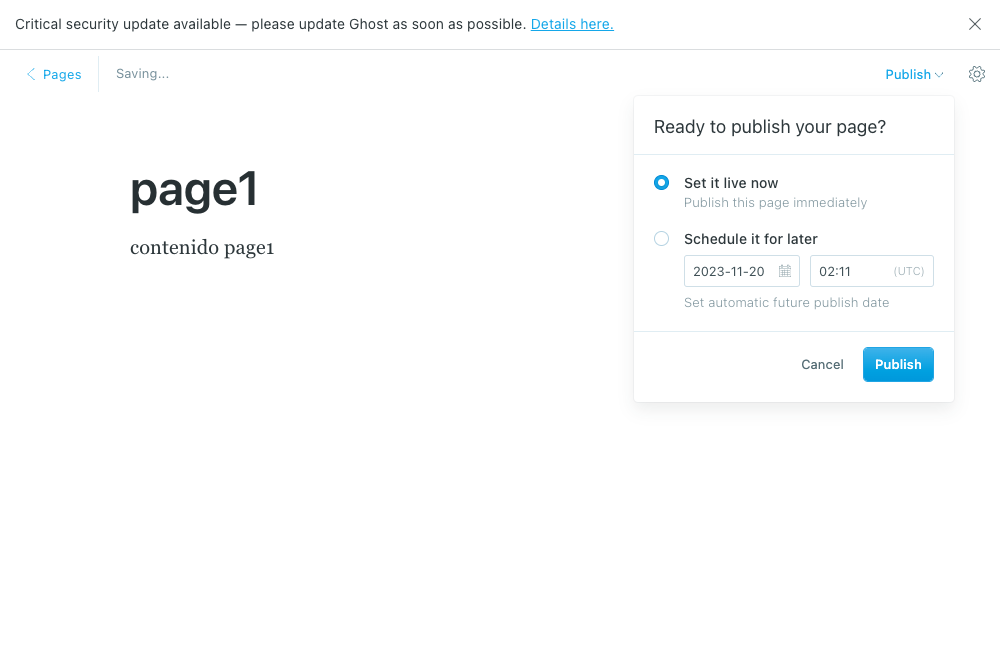 Critical security update available — please update Ghost as soon as possible. Details here.
Pages
Saving...
Publish
Ready to publish your page?
page1
Set it live now
Publish this page immediately
contenido page1
Schedule it for later
2023-11-20
02:11 (UTC)
Set automatic future publish date
Cancel
Publish